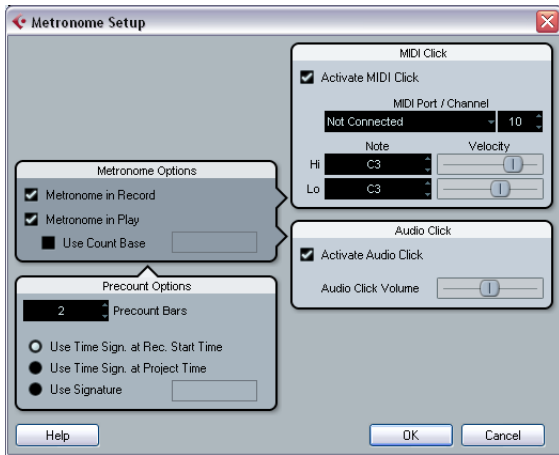 Metronome Setup
MIDI Click
Activate MIDI Click
MIDI Port / Channel
Not Connected
10
Note
Velocity
Hi
C3
Lo
C3
Metronome Options
Metronome in Record
Metronome in Play
Use Count Base
Audio Click
Activate Audio Click
Audio Click Volume
Precount Options
2
Precount Bars
Use Time Sign. at Rec. Start Time
Use Time Sign. at Project Time
Use Signature
Help
OK
Cancel